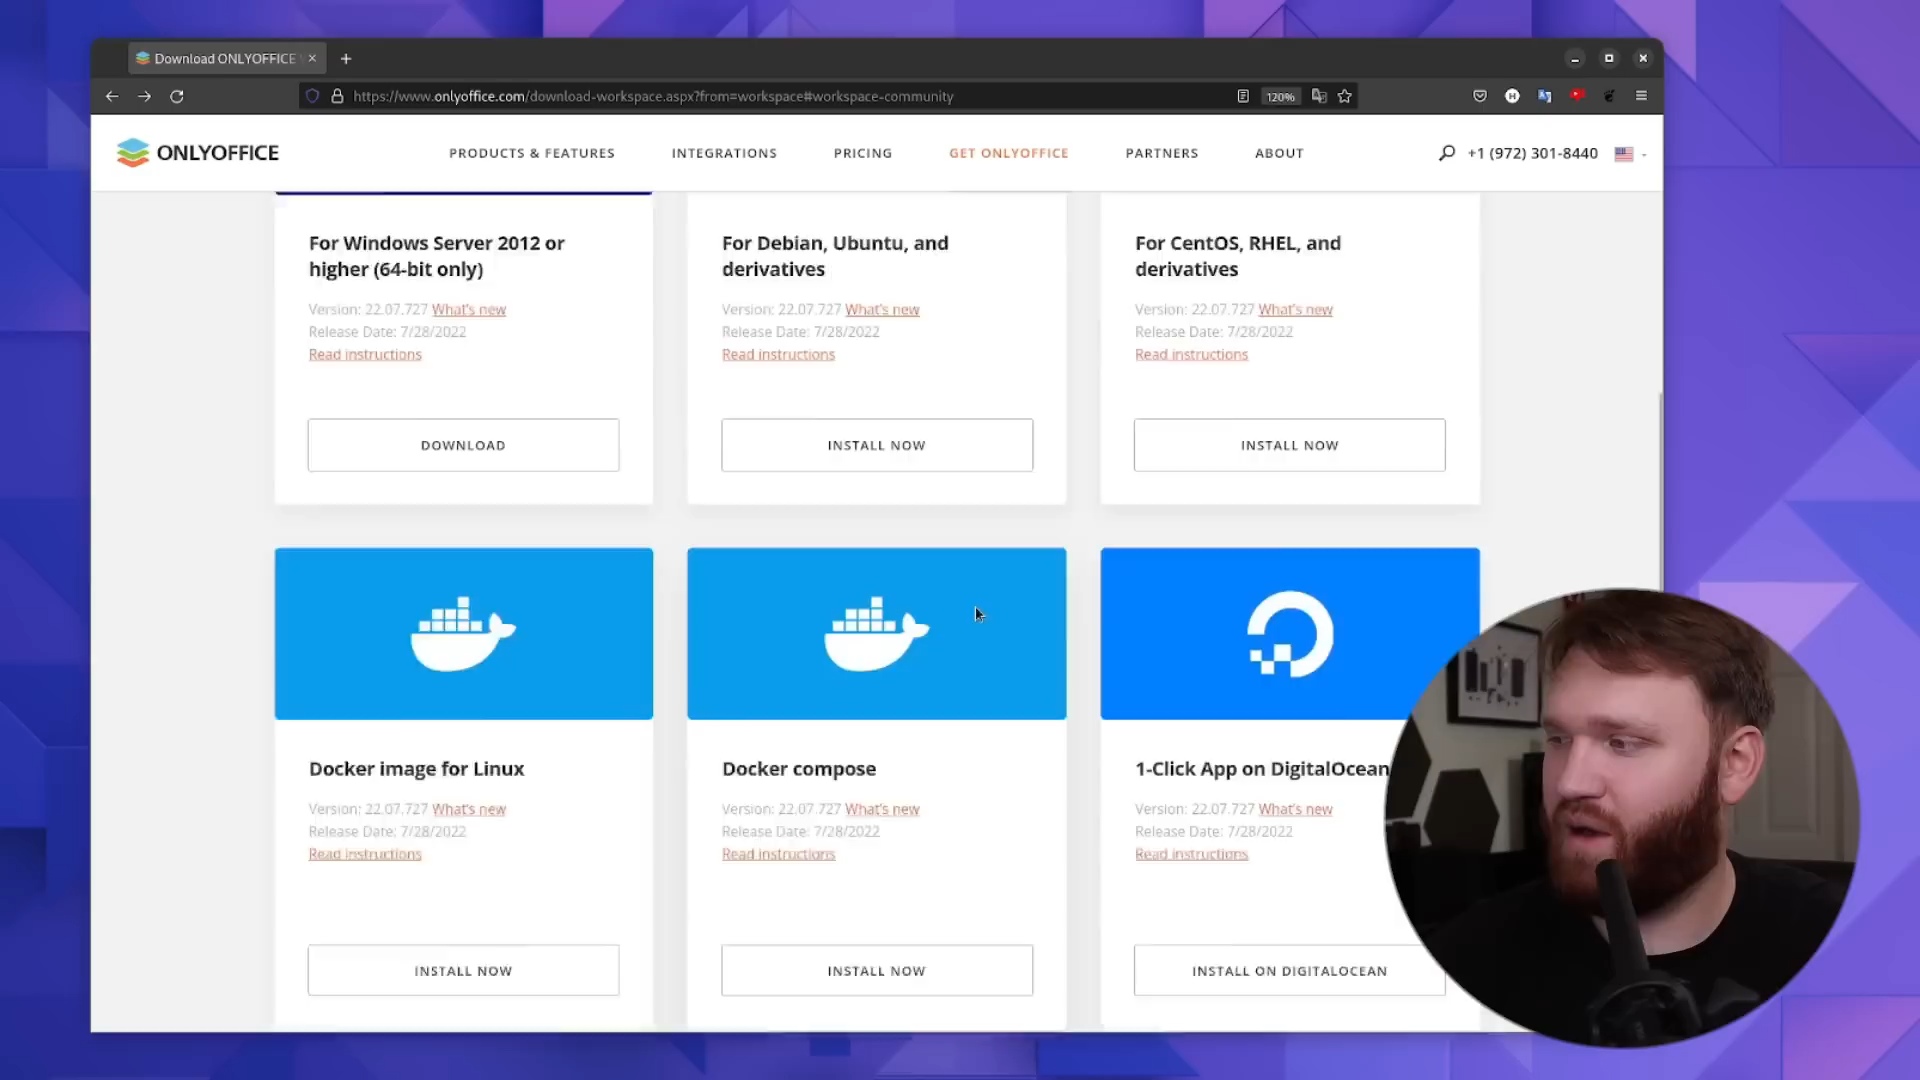 Download ONLYOFFICE
https://www.onlyoffice.com/download-workspace.aspx?from=workspace#workspace-community
120%
ONLYOFFICE
PRODUCTS & FEATURES
INTEGRATIONS
PRICING
GET ONLYOFFICE
PARTNERS
ABOUT
+1 (972) 301-8440
For Windows Server 2012 or
higher (64-bit only)
Version: 22.07.727 What's new
Release Date: 7/28/2022
Read instructions
DOWNLOAD
For Debian, Ubuntu, and
derivatives
Version: 22.07.727 What's new
Release Date: 7/28/2022
Read instructions
INSTALL NOW
For CentOS, RHEL, and
derivatives
Version: 22.07.727 What's new
Release Date: 7/28/2022
Read instructions
INSTALL NOW
Docker image for Linux
Version: 22.07.727 What's new
Release Date: 7/28/2022
Read instructions
INSTALL NOW
Docker compose
Version: 22.07.727 What's new
Release Date: 7/28/2022
Read instructions
INSTALL NOW
1-Click App on DigitalOcean
Version: 22.07.727 What's new
Release Date: 7/28/2022
Read instructions
INSTALL ON DIGITALOCEAN